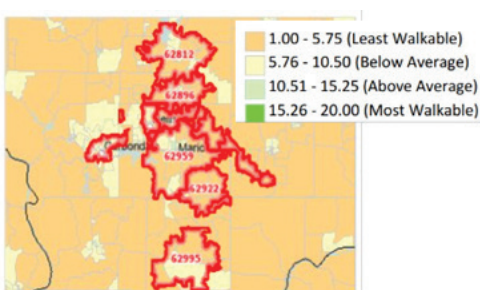 1.00 - 5.75 (Least Walkable)
5.76 - 10.50 (Below Average)
10.51 - 15.25 (Above Average)
15.26 - 20.00 (Most Walkable)
62812
62896
62959
62922
62995